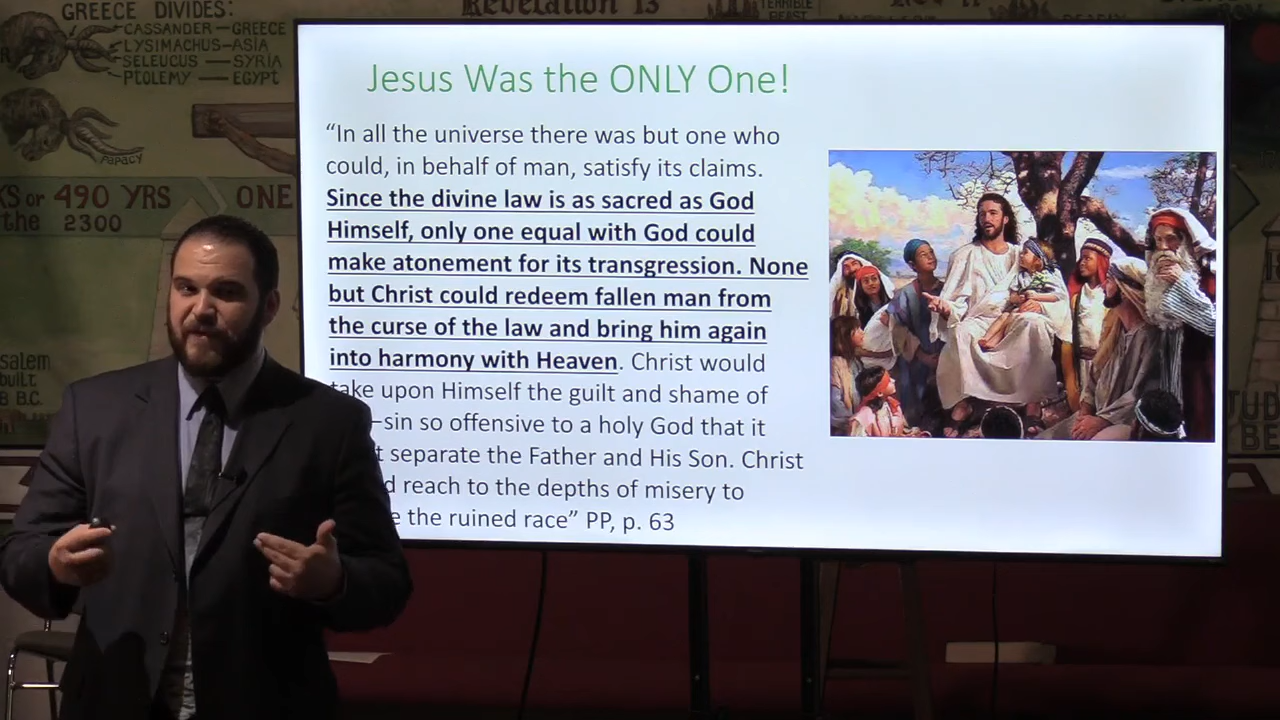 GREECE DIVIDES:
CASSANDER—GREECE
LYSIMACHUS—ASIA
SELEUCUS — SYRIA
PTOLEMY — EGYPT
PAPACY
KS or 490 YRS
ONE
the 2300
salem
built
B.C.
Revelation 13
TERRIBLE
BEAST
Jesus Was the ONLY One!
“In all the universe there was but one who
could, in behalf of man, satisfy its claims.
Since the divine law is as sacred as God
Himself, only one equal with God could
make atonement for its transgression. None
but Christ could redeem fallen man from
the curse of the law and bring him again
into harmony with Heaven. Christ would
ke upon Himself the guilt and shame of
–sin so offensive to a holy God that it
t separate the Father and His Son. Christ
d reach to the depths of misery to
e the ruined race” PP, p. 63